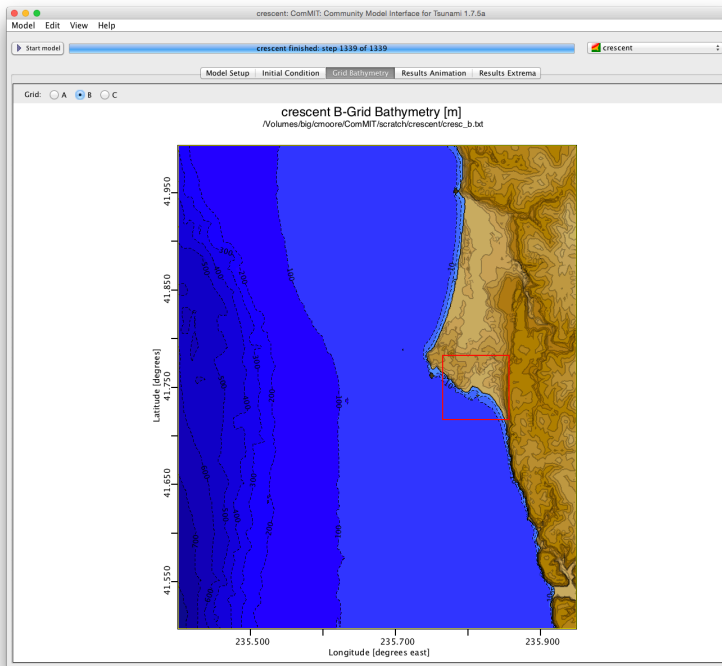 crescent: ComMIT: Community Model Interface for Tsunami 1.7.5a
Model Edit View Help
Start model
crescent finished: step 1339 of 1339
crescent
Model Setup Initial Condition Grid Bathymetry Results Animation Results Extrema
Grid: A B C
crescent B-Grid Bathymetry [m]
/Volumes/big/cmoore/ComMIT/scratch/crescent/cresc_b.txt
Latitude [degrees]
41.950
41.850
41.750
41.650
41.550
235.500 235.700 235.900
Longitude [degrees east]